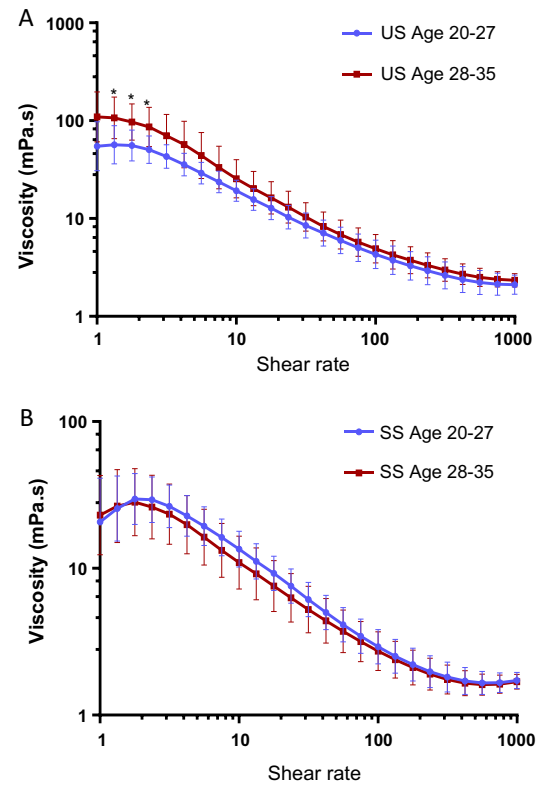 A
US Age 20-27
US Age 28-35
1000
100
10
1
Viscosity (mPa.s)
* * *
1 10 100 1000
Shear rate
B
SS Age 20-27
SS Age 28-35
100
10
1
Viscosity (mPa.s)
1 10 100 1000
Shear rate